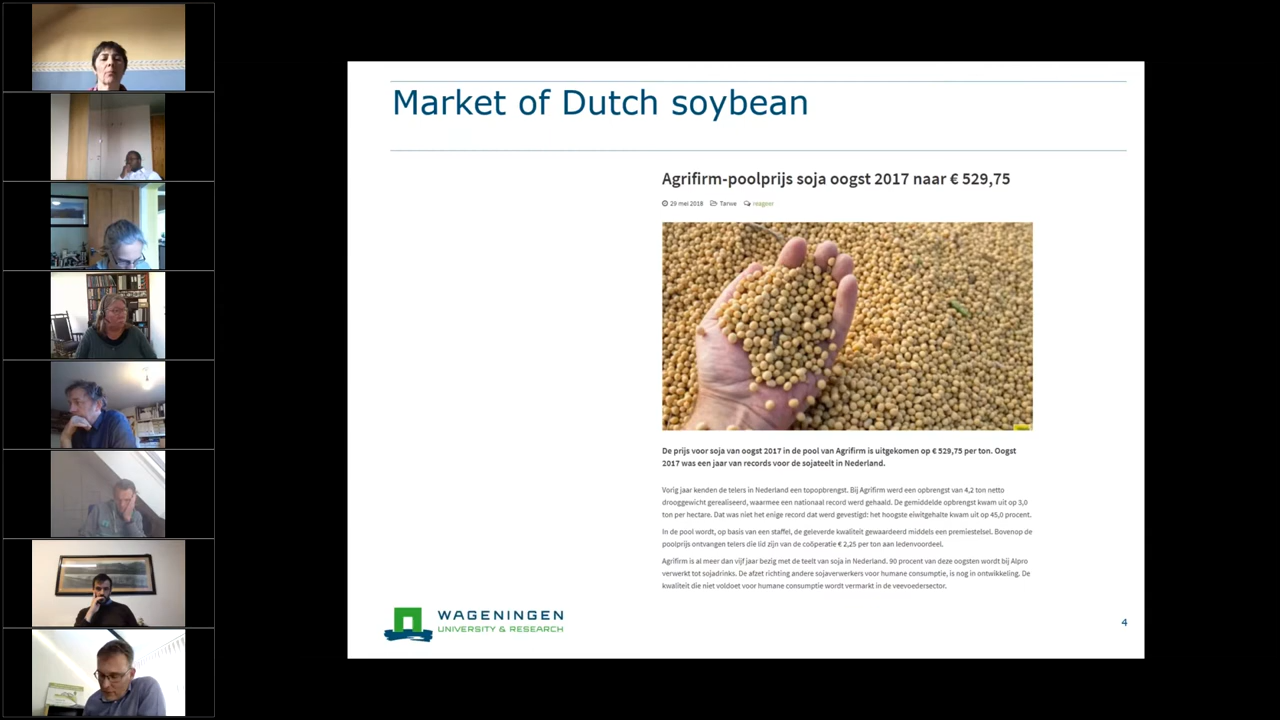 Market of Dutch soybean
Agrifirm-poolprijs soja oogst 2017 naar € 529,75
29 mei 2018 Tarwe reageer
De prijs voor soja van oogst 2017 in de pool van Agrifirm is uitgekomen op € 529,75 per ton. Oogst
2017 was een jaar van records voor de sojateelt in Nederland.
Vorig jaar kenden de telers in Nederland een topopbrengst. Bij Agrifirm werd een opbrengst van 4,2 ton netto
drooggewicht gerealiseerd, waarmee een nationaal record werd gehaald. De gemiddelde opbrengst kwam uit op 3,0
ton per hectare. Dat was niet het enige record dat werd gevestigd: het hoogste eiwitgehalte kwam uit op 45,0 procent.
In de pool wordt, op basis van een staffel, de geleverde kwaliteit gewaardeerd middels een premiestelsel. Bovenop de
poolprijs ontvangen telers die lid zijn van de coöperatie € 2,25 per ton aan ledenvoordeel.
Agrifirm is al meer dan vijf jaar bezig met de teelt van soja in Nederland. 90 procent van deze oogsten wordt bij Alpro
verwerkt tot sojadrinks. De afzet richting andere sojaverwerkers voor humane consumptie, is nog in ontwikkeling. De
kwaliteit die niet voldoet voor humane consumptie wordt vermarkt in de veevoedersector.
WAGENINGEN
UNIVERSITY & RESEARCH
4